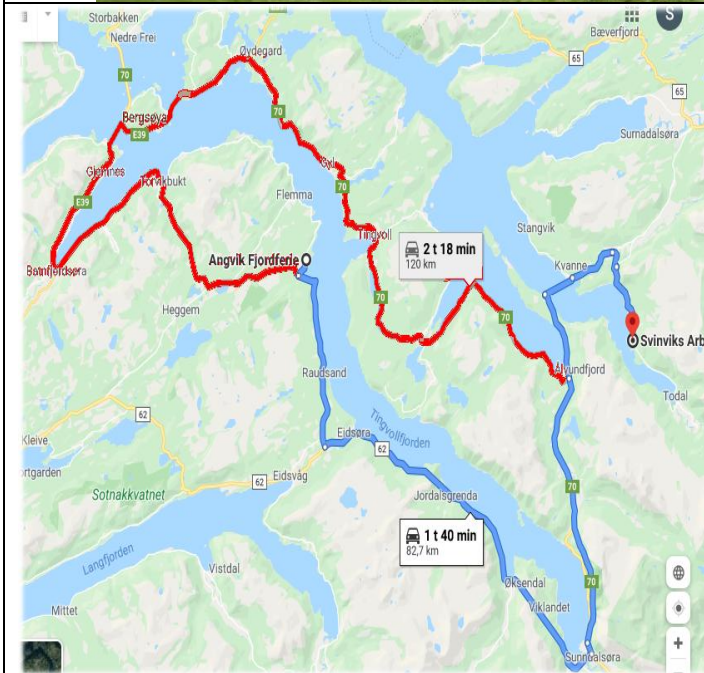 S
Storbakken
Nedre Frei
Øydegard
Bæverfjord
70
65
65
Bergsøya
E39
70
Surnadalsøra
Gjemnes
Torvikbukt
E39
Flemma
70
Tingvoll
Stangvik
2 t 18 min
120 km
Kvanne
Batnfjordsøra
Angvik Fjordferie
70
70
Heggem
Svinviks Arb
Raudsand
Ålvundfjord
Todal
62
Eidsøra
Tingvollfjorden
62
Kleive
ortgarden
62
Eidsvåg
Sotnakkvatnet
Jordalsgrenda
70
1 t 40 min
82,7 km
Langfjorden
Vistdal
Øksendal
70
Viklandet
Mittet
Sunndalsøra